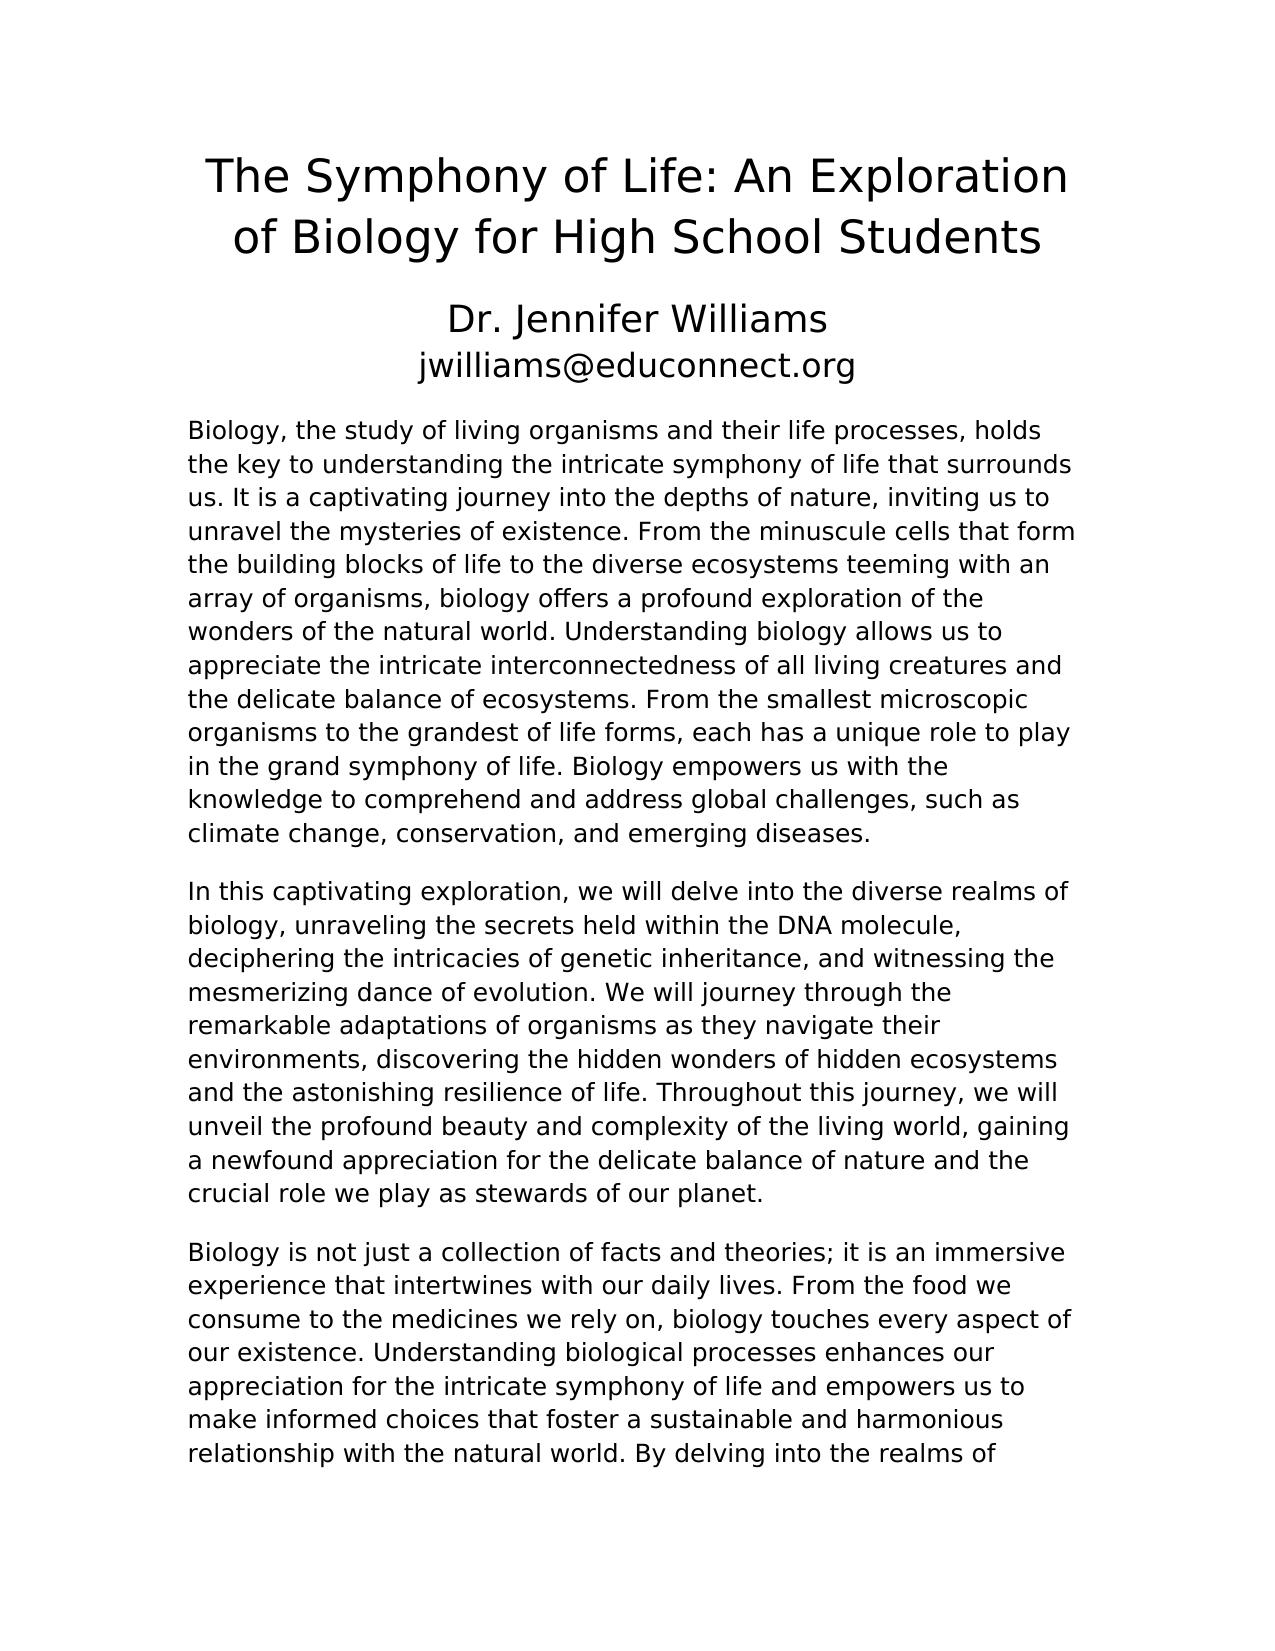 The Symphony of Life: An Exploration
of Biology for High School Students
Dr. Jennifer Williams
jwilliams@educonnect.org
Biology, the study of living organisms and their life processes, holds
the key to understanding the intricate symphony of life that surrounds
us. It is a captivating journey into the depths of nature, inviting us to
unravel the mysteries of existence. From the minuscule cells that form
the building blocks of life to the diverse ecosystems teeming with an
array of organisms, biology offers a profound exploration of the
wonders of the natural world. Understanding biology allows us to
appreciate the intricate interconnectedness of all living creatures and
the delicate balance of ecosystems. From the smallest microscopic
organisms to the grandest of life forms, each has a unique role to play
in the grand symphony of life. Biology empowers us with the
knowledge to comprehend and address global challenges, such as
climate change, conservation, and emerging diseases.
In this captivating exploration, we will delve into the diverse realms of
biology, unraveling the secrets held within the DNA molecule,
deciphering the intricacies of genetic inheritance, and witnessing the
mesmerizing dance of evolution. We will journey through the
remarkable adaptations of organisms as they navigate their
environments, discovering the hidden wonders of hidden ecosystems
and the astonishing resilience of life. Throughout this journey, we will
unveil the profound beauty and complexity of the living world, gaining
a newfound appreciation for the delicate balance of nature and the
crucial role we play as stewards of our planet.
Biology is not just a collection of facts and theories; it is an immersive
experience that intertwines with our daily lives. From the food we
consume to the medicines we rely on, biology touches every aspect of
our existence. Understanding biological processes enhances our
appreciation for the intricate symphony of life and empowers us to
make informed choices that foster a sustainable and harmonious
relationship with the natural world. By delving into the realms of